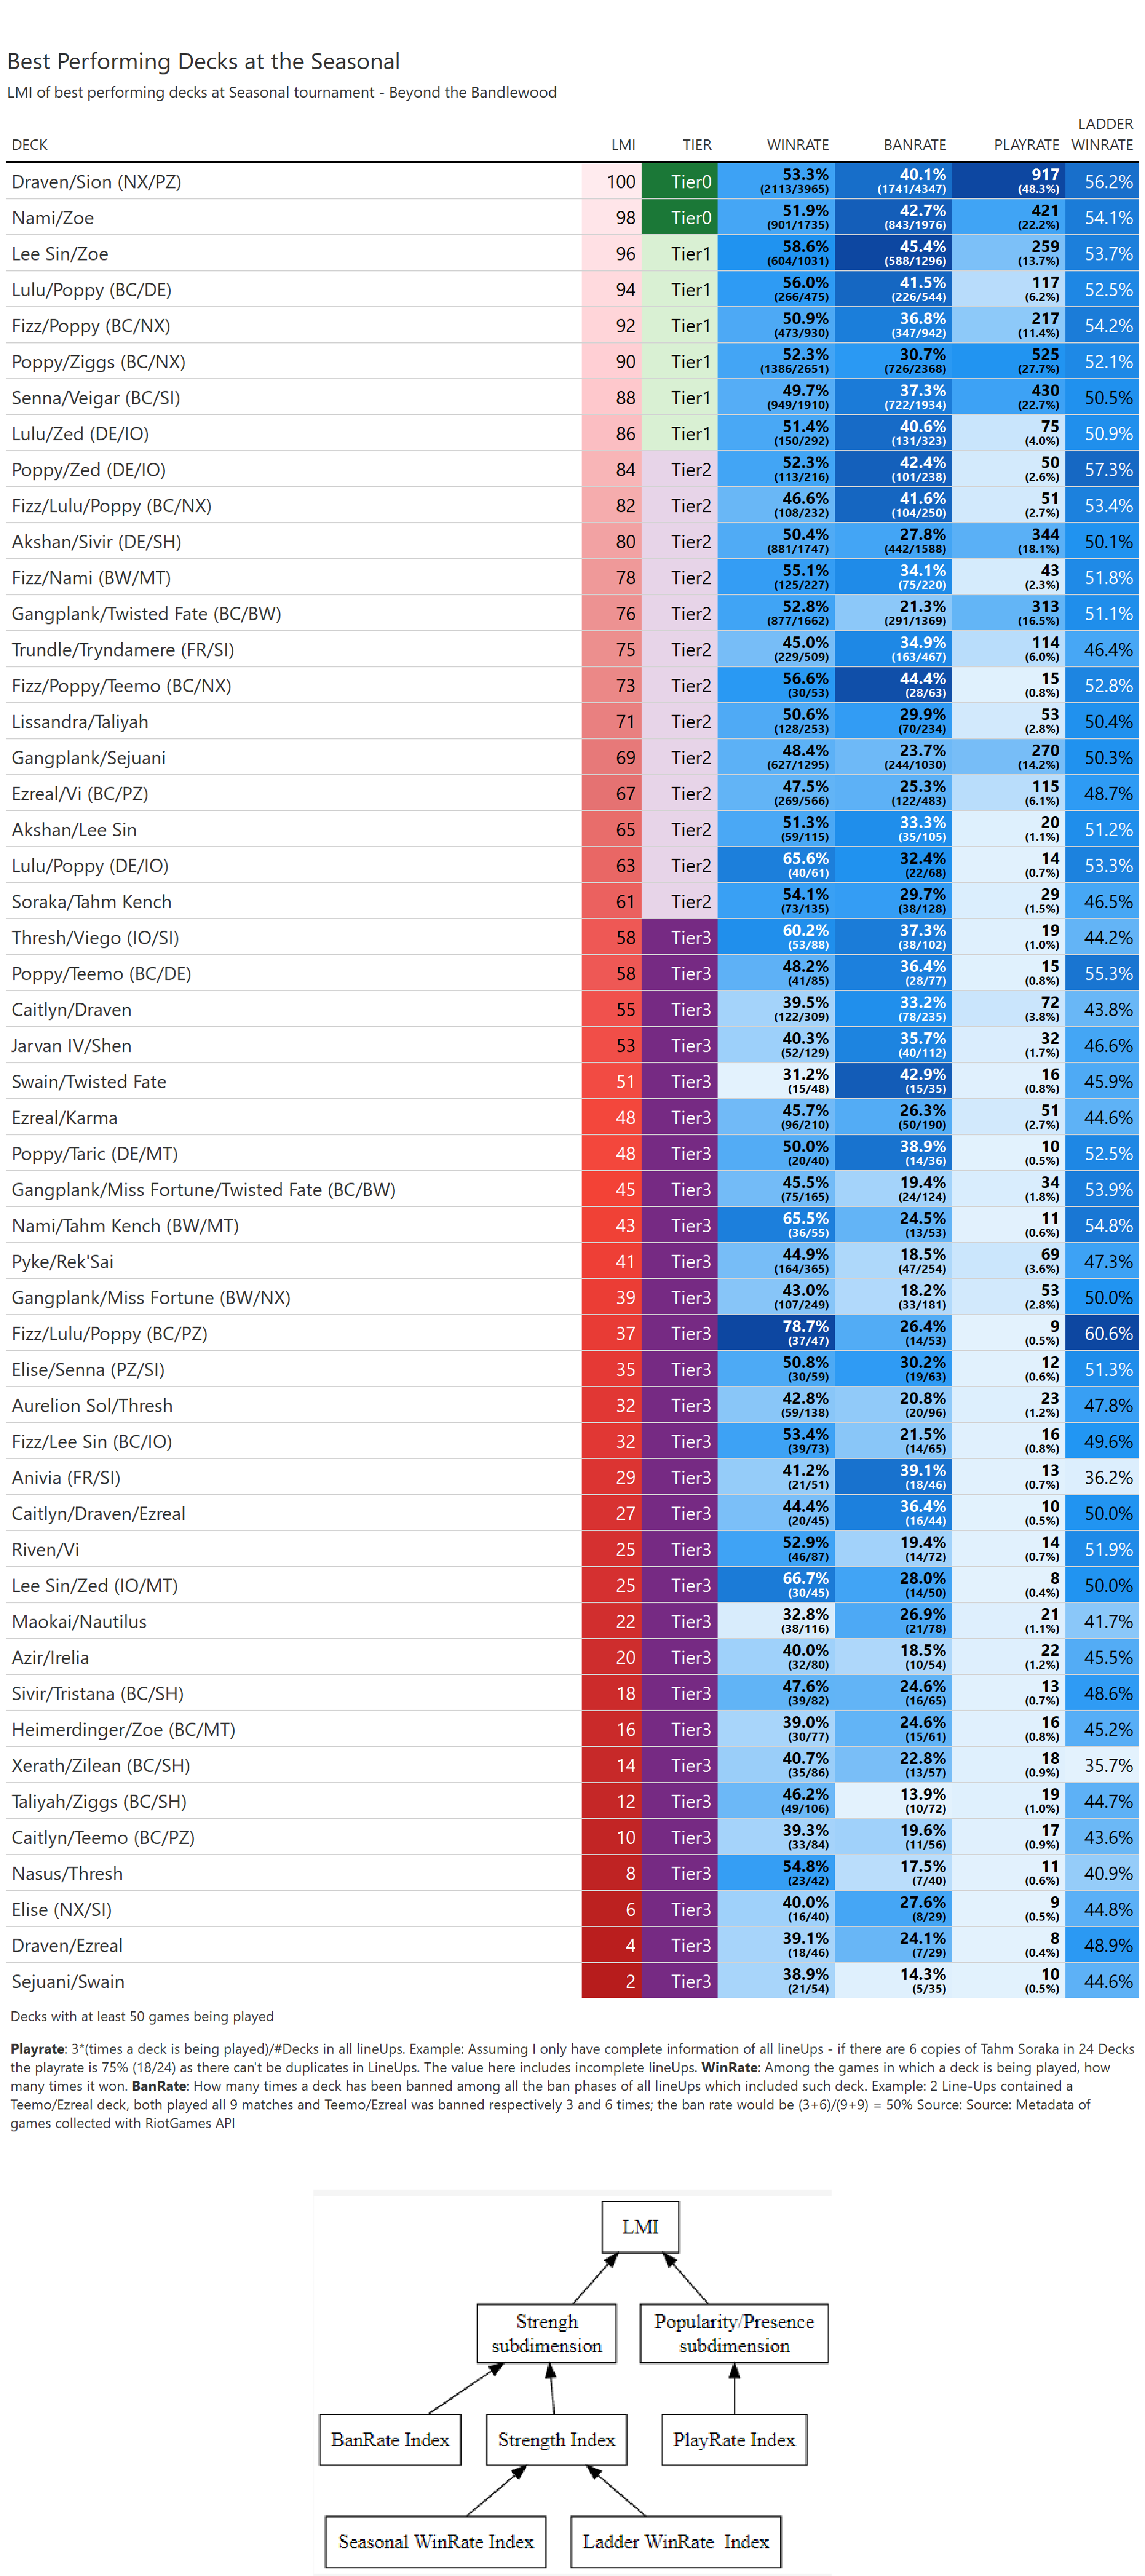 Best Performing Decks at the Seasonal
LMI of best performing decks at Seasonal tournament - Beyond the Bandlewood
DECK LMI TIER WINRATE BANRATE PLAYRATE LADDER WINRATE
Draven/Sion (NX/PZ) 100 Tier0 53.3% (2113/3965) 40.1% (1741/4347) 917 (48.3%) 56.2%
Nami/Zoe 98 Tier0 51.9% (901/1735) 42.7% (843/1976) 421 (22.2%) 54.1%
Lee Sin/Zoe 96 Tier1 58.6% (604/1031) 45.4% (588/1296) 259 (13.7%) 53.7%
Lulu/Poppy (BC/DE) 94 Tier1 56.0% (266/475) 41.5% (226/544) 117 (6.2%) 52.5%
Fizz/Poppy (BC/NX) 92 Tier1 50.9% (473/930) 36.8% (347/942) 217 (11.4%) 54.2%
Poppy/Ziggs (BC/NX) 90 Tier1 52.3% (1386/2651) 30.7% (726/2368) 525 (27.7%) 52.1%
Senna/Veigar (BC/SI) 88 Tier1 49.7% (949/1910) 37.3% (722/1934) 430 (22.7%) 50.5%
Lulu/Zed (DE/IO) 86 Tier1 51.4% (150/292) 40.6% (131/323) 75 (4.0%) 50.9%
Poppy/Zed (DE/IO) 84 Tier2 52.3% (113/216) 42.4% (101/238) 50 (2.6%) 57.3%
Fizz/Lulu/Poppy (BC/NX) 82 Tier2 46.6% (108/232) 41.6% (104/250) 51 (2.7%) 53.4%
Akshan/Sivir (DE/SH) 80 Tier2 50.4% (881/1747) 27.8% (442/1588) 344 (18.1%) 50.1%
Fizz/Nami (BW/MT) 78 Tier2 55.1% (125/227) 34.1% (75/220) 43 (2.3%) 51.8%
Gangplank/Twisted Fate (BC/BW) 76 Tier2 52.8% (877/1662) 21.3% (291/1369) 313 (16.5%) 51.1%
Trundle/Tryndamere (FR/SI) 75 Tier2 45.0% (229/509) 34.9% (163/467) 114 (6.0%) 46.4%
Fizz/Poppy/Teemo (BC/NX) 73 Tier2 56.6% (30/53) 44.4% (28/63) 15 (0.8%) 52.8%
Lissandra/Taliyah 71 Tier2 50.6% (128/253) 29.9% (70/234) 53 (2.8%) 50.4%
Gangplank/Sejuani 69 Tier2 48.4% (627/1295) 23.7% (244/1030) 270 (14.2%) 50.3%
Ezreal/Vi (BC/PZ) 67 Tier2 47.5% (269/566) 25.3% (122/483) 115 (6.1%) 48.7%
Akshan/Lee Sin 65 Tier2 51.3% (59/115) 33.3% (35/105) 20 (1.1%) 51.2%
Lulu/Poppy (DE/IO) 63 Tier2 65.6% (40/61) 32.4% (22/68) 14 (0.7%) 53.3%
Soraka/Tahm Kench 61 Tier2 54.1% (73/135) 29.7% (38/128) 29 (1.5%) 46.5%
Thresh/Viego (IO/SI) 58 Tier3 60.2% (53/88) 37.3% (38/102) 19 (1.0%) 44.2%
Poppy/Teemo (BC/DE) 58 Tier3 48.2% (41/85) 36.4% (28/77) 15 (0.8%) 55.3%
Caitlyn/Draven 55 Tier3 39.5% (122/309) 33.2% (78/235) 72 (3.8%) 43.8%
Jarvan IV/Shen 53 Tier3 40.3% (52/129) 35.7% (40/112) 32 (1.7%) 46.6%
Swain/Twisted Fate 51 Tier3 31.2% (15/48) 42.9% (15/35) 16 (0.8%) 45.9%
Ezreal/Karma 48 Tier3 45.7% (96/210) 26.3% (50/190) 51 (2.7%) 44.6%
Poppy/Taric (DE/MT) 48 Tier3 50.0% (20/40) 38.9% (14/36) 10 (0.5%) 52.5%
Gangplank/Miss Fortune/Twisted Fate (BC/BW) 45 Tier3 45.5% (75/165) 19.4% (24/124) 34 (1.8%) 53.9%
Nami/Tahm Kench (BW/MT) 43 Tier3 65.5% (36/55) 24.5% (13/53) 11 (0.6%) 54.8%
Pyke/Rek'Sai 41 Tier3 44.9% (164/365) 18.5% (47/254) 69 (3.6%) 47.3%
Gangplank/Miss Fortune (BW/NX) 39 Tier3 43.0% (107/249) 18.2% (33/181) 53 (2.8%) 50.0%
Fizz/Lulu/Poppy (BC/PZ) 37 Tier3 78.7% (37/47) 26.4% (14/53) 9 (0.5%) 60.6%
Elise/Senna (PZ/SI) 35 Tier3 50.8% (30/59) 30.2% (19/63) 12 (0.6%) 51.3%
Aurelion Sol/Thresh 32 Tier3 42.8% (59/138) 20.8% (20/96) 23 (1.2%) 47.8%
Fizz/Lee Sin (BC/IO) 32 Tier3 53.4% (39/73) 21.5% (14/65) 16 (0.8%) 49.6%
Anivia (FR/SI) 29 Tier3 41.2% (21/51) 39.1% (18/46) 13 (0.7%) 36.2%
Caitlyn/Draven/Ezreal 27 Tier3 44.4% (20/45) 36.4% (16/44) 10 (0.5%) 50.0%
Riven/Vi 25 Tier3 52.9% (46/87) 19.4% (14/72) 14 (0.7%) 51.9%
Lee Sin/Zed (IO/MT) 25 Tier3 66.7% (30/45) 28.0% (14/50) 8 (0.4%) 50.0%
Maokai/Nautilus 22 Tier3 32.8% (38/116) 26.9% (21/78) 21 (1.1%) 41.7%
Azir/Irelia 20 Tier3 40.0% (32/80) 18.5% (10/54) 22 (1.2%) 45.5%
Sivir/Tristana (BC/SH) 18 Tier3 47.6% (39/82) 24.6% (16/65) 13 (0.7%) 48.6%
Heimerdinger/Zoe (BC/MT) 16 Tier3 39.0% (30/77) 24.6% (15/61) 16 (0.8%) 45.2%
Xerath/Zilean (BC/SH) 14 Tier3 40.7% (35/86) 22.8% (13/57) 18 (0.9%) 35.7%
Taliyah/Ziggs (BC/SH) 12 Tier3 46.2% (49/106) 13.9% (10/72) 19 (1.0%) 44.7%
Caitlyn/Teemo (BC/PZ) 10 Tier3 39.3% (33/84) 19.6% (11/56) 17 (0.9%) 43.6%
Nasus/Thresh 8 Tier3 54.8% (23/42) 17.5% (7/40) 11 (0.6%) 40.9%
Elise (NX/SI) 6 Tier3 40.0% (16/40) 27.6% (8/29) 9 (0.5%) 44.8%
Draven/Ezreal 4 Tier3 39.1% (18/46) 24.1% (7/29) 8 (0.4%) 48.9%
Sejuani/Swain 2 Tier3 38.9% (21/54) 14.3% (5/35) 10 (0.5%) 44.6%
Decks with at least 50 games being played
Playrate: 3*(times a deck is being played)/#Decks in all lineUps. Example: Assuming I only have complete information of all lineUps - if there are 6 copies of Tahm Soraka in 24 Decks
the playrate is 75% (18/24) as there can't be duplicates in LineUps. The value here includes incomplete lineUps. WinRate: Among the games in which a deck is being played, how
many times it won. BanRate: How many times a deck has been banned among all the ban phases of all lineUps which included such deck. Example: 2 Line-Ups contained a
Teemo/Ezreal deck, both played all 9 matches and Teemo/Ezreal was banned respectively 3 and 6 times; the ban rate would be (3+6)/(9+9) = 50% Source: Source: Metadata of
games collected with RiotGames API
LMI
Strengh
subdimension
Popularity/Presence
subdimension
BanRate Index
Strength Index
PlayRate Index
Seasonal WinRate Index
Ladder WinRate Index